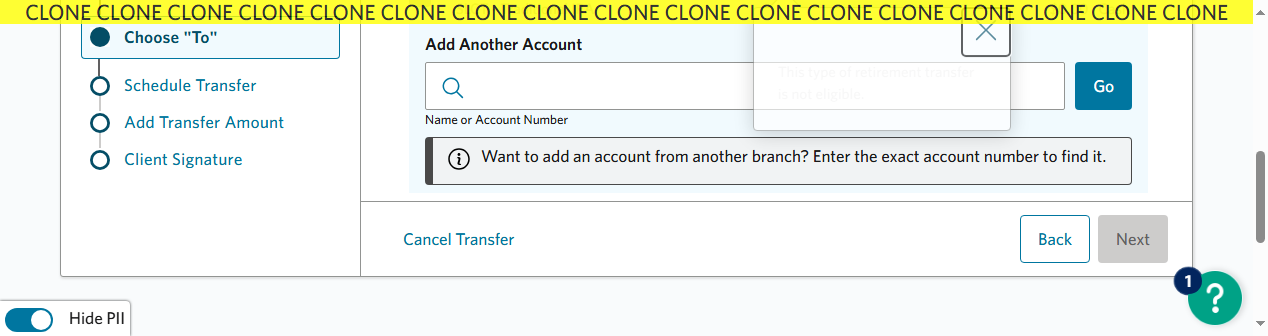 CLONE CLONE CLONE CLONE CLONE CLONE CLONE CLONE CLONE CLONE CLONE CLONE CLONE CLONE CLONE CLONE CLONE
Choose "To"
Schedule Transfer
Add Transfer Amount
Client Signature
Add Another Account
This type of retirement transfer
is not eligible.
Go
Name or Account Number
Want to add an account from another branch? Enter the exact account number to find it.
Cancel Transfer
Back
Next
1
?
Hide PII